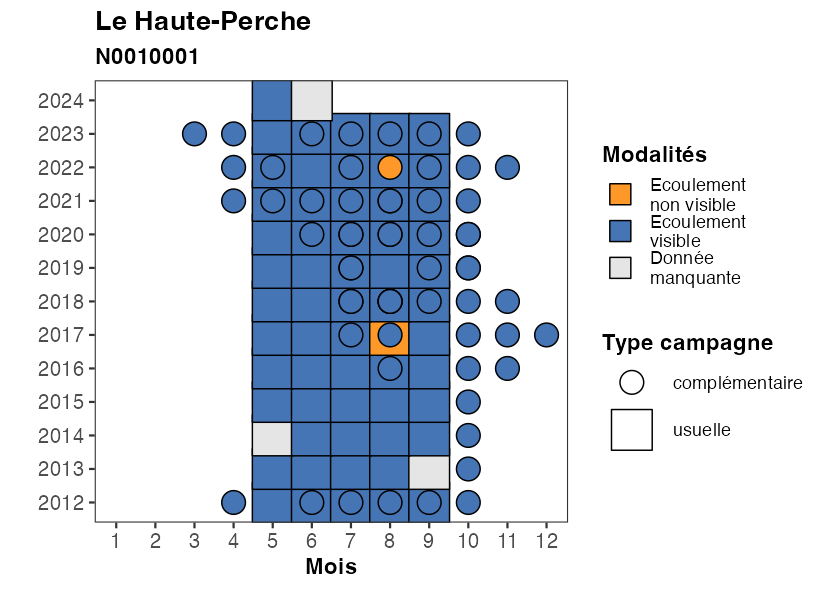 Le Haute-Perche
N0010001
2024
2023
2022
2021
2020
2019
2018
2017
2016
2015
2014
2013
2012
1 2 3 4 5 6 7 8 9 10 11 12
Mois
Modalités
Ecoulement
non visible
Ecoulement
visible
Donnée
manquante
Type campagne
complémentaire
usuelle